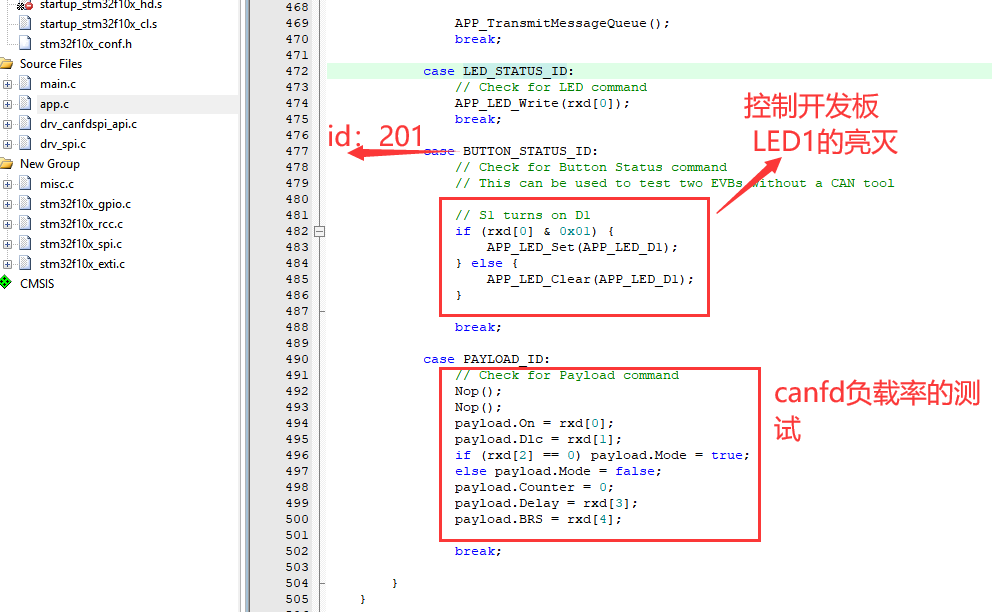 startup_stm32f10x_hd.s
startup_stm32f10x_cl.s
stm32f10x_conf.h
Source Files
main.c
app.c
drv_canfdspi_api.c
drv_spi.c
New Group
misc.c
stm32f10x_gpio.c
stm32f10x_rcc.c
stm32f10x_spi.c
stm32f10x_exti.c
CMSIS
468
469 APP_TransmitMessageQueue();
470 break;
471
472 case LED_STATUS_ID:
473 // Check for LED command
474 APP_LED_Write(rxd[0]);
475 break;
476
477 case BUTTON_STATUS_ID:
478 // Check for Button Status command
479 // This can be used to test two EVBs without a CAN tool
480
481 // S1 turns on D1
482 if (rxd[0] & 0x01) {
483 APP_LED_Set(APP_LED_D1);
484 } else {
485 APP_LED_Clear(APP_LED_D1);
486 }
487
488 break;
489
490 case PAYLOAD_ID:
491 // Check for Payload command
492 Nop();
493 Nop();
494 payload.On = rxd[0];
495 payload.Dlc = rxd[1];
496 if (rxd[2] == 0) payload.Mode = true;
497 else payload.Mode = false;
498 payload.Counter = 0;
499 payload.Delay = rxd[3];
500 payload.BRS = rxd[4];
501
502 break;
503
504 }
505 }
id：201
控制开发板
LED1的亮灭
canfd负载率的测
试